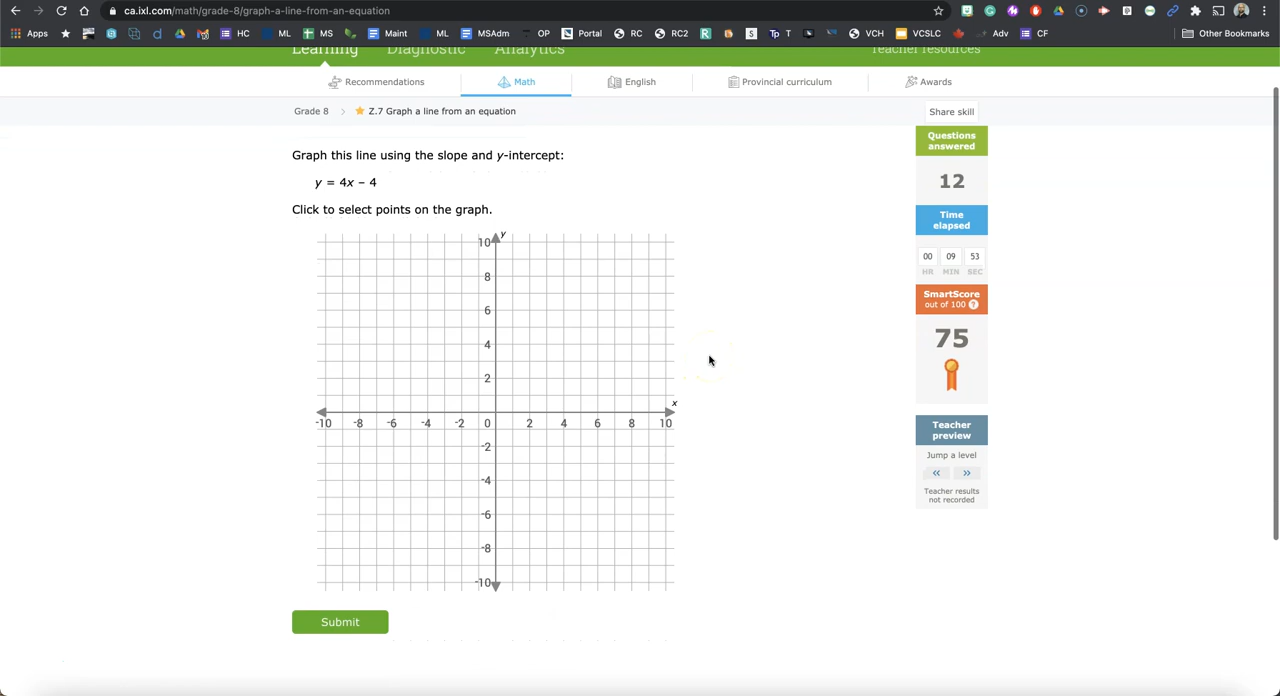 ca.ixl.com/math/grade-8/graph-a-line-from-an-equation
Apps ML MS Maint ML MSAdm OP Portal RC RC2 Tp T VCH VCSLC Adv CF Other Bookmarks
Learning Diagnostic Analytics Teacher resources
Recommendations Math English Provincial curriculum Awards
Grade 8 > Z.7 Graph a line from an equation
Share skill
Questions
answered
12
Time
elapsed
00 09 53
HR MIN SEC
SmartScore
out of 100 ?
75
Teacher
preview
Jump a level
« »
Teacher results
not recorded
Graph this line using the slope and y-intercept:
y = 4x – 4
Click to select points on the graph.
y
10
8
6
4
2
x
-10 -8 -6 -4 -2 0 2 4 6 8 10
-2
-4
-6
-8
-10
Submit